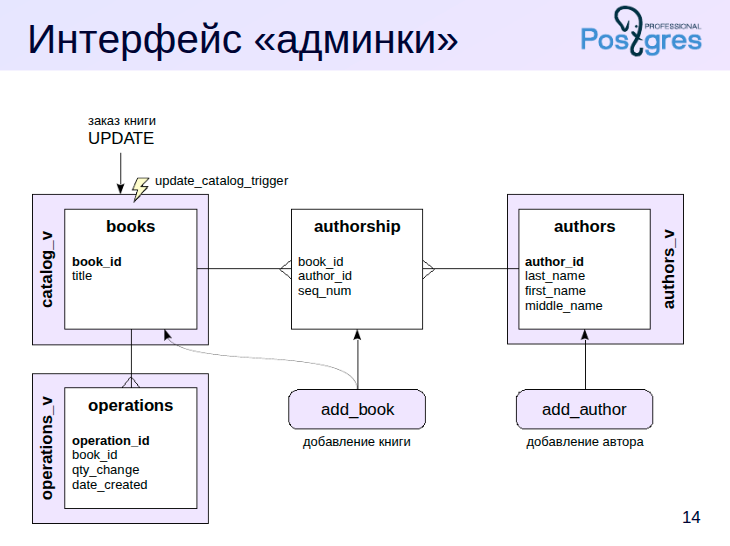 Интерфейс «админки»
PROFESSIONAL
Postgres
заказ книги
UPDATE
update_catalog_trigger
catalog_v
books
book_id
title
authorship
book_id
author_id
seq_num
authors
author_id
last_name
first_name
middle_name
authors_v
operations_v
operations
operation_id
book_id
qty_change
date_created
add_book
добавление книги
add_author
добавление автора
14